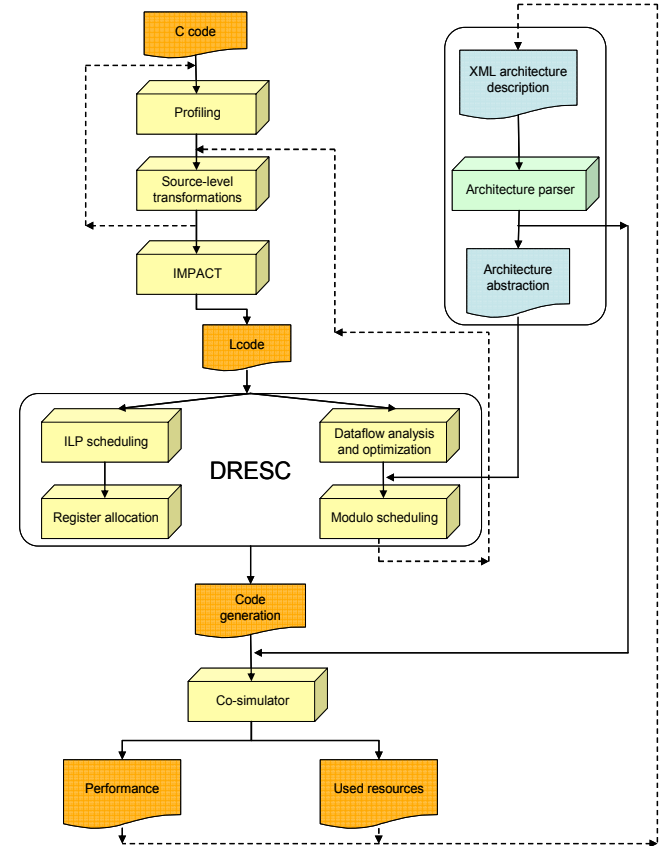 C code
Profiling
Source-level
transformations
IMPACT
Lcode
XML architecture
description
Architecture parser
Architecture
abstraction
ILP scheduling
Register allocation
DRESC
Dataflow analysis
and optimization
Modulo scheduling
Code
generation
Co-simulator
Performance
Used resources